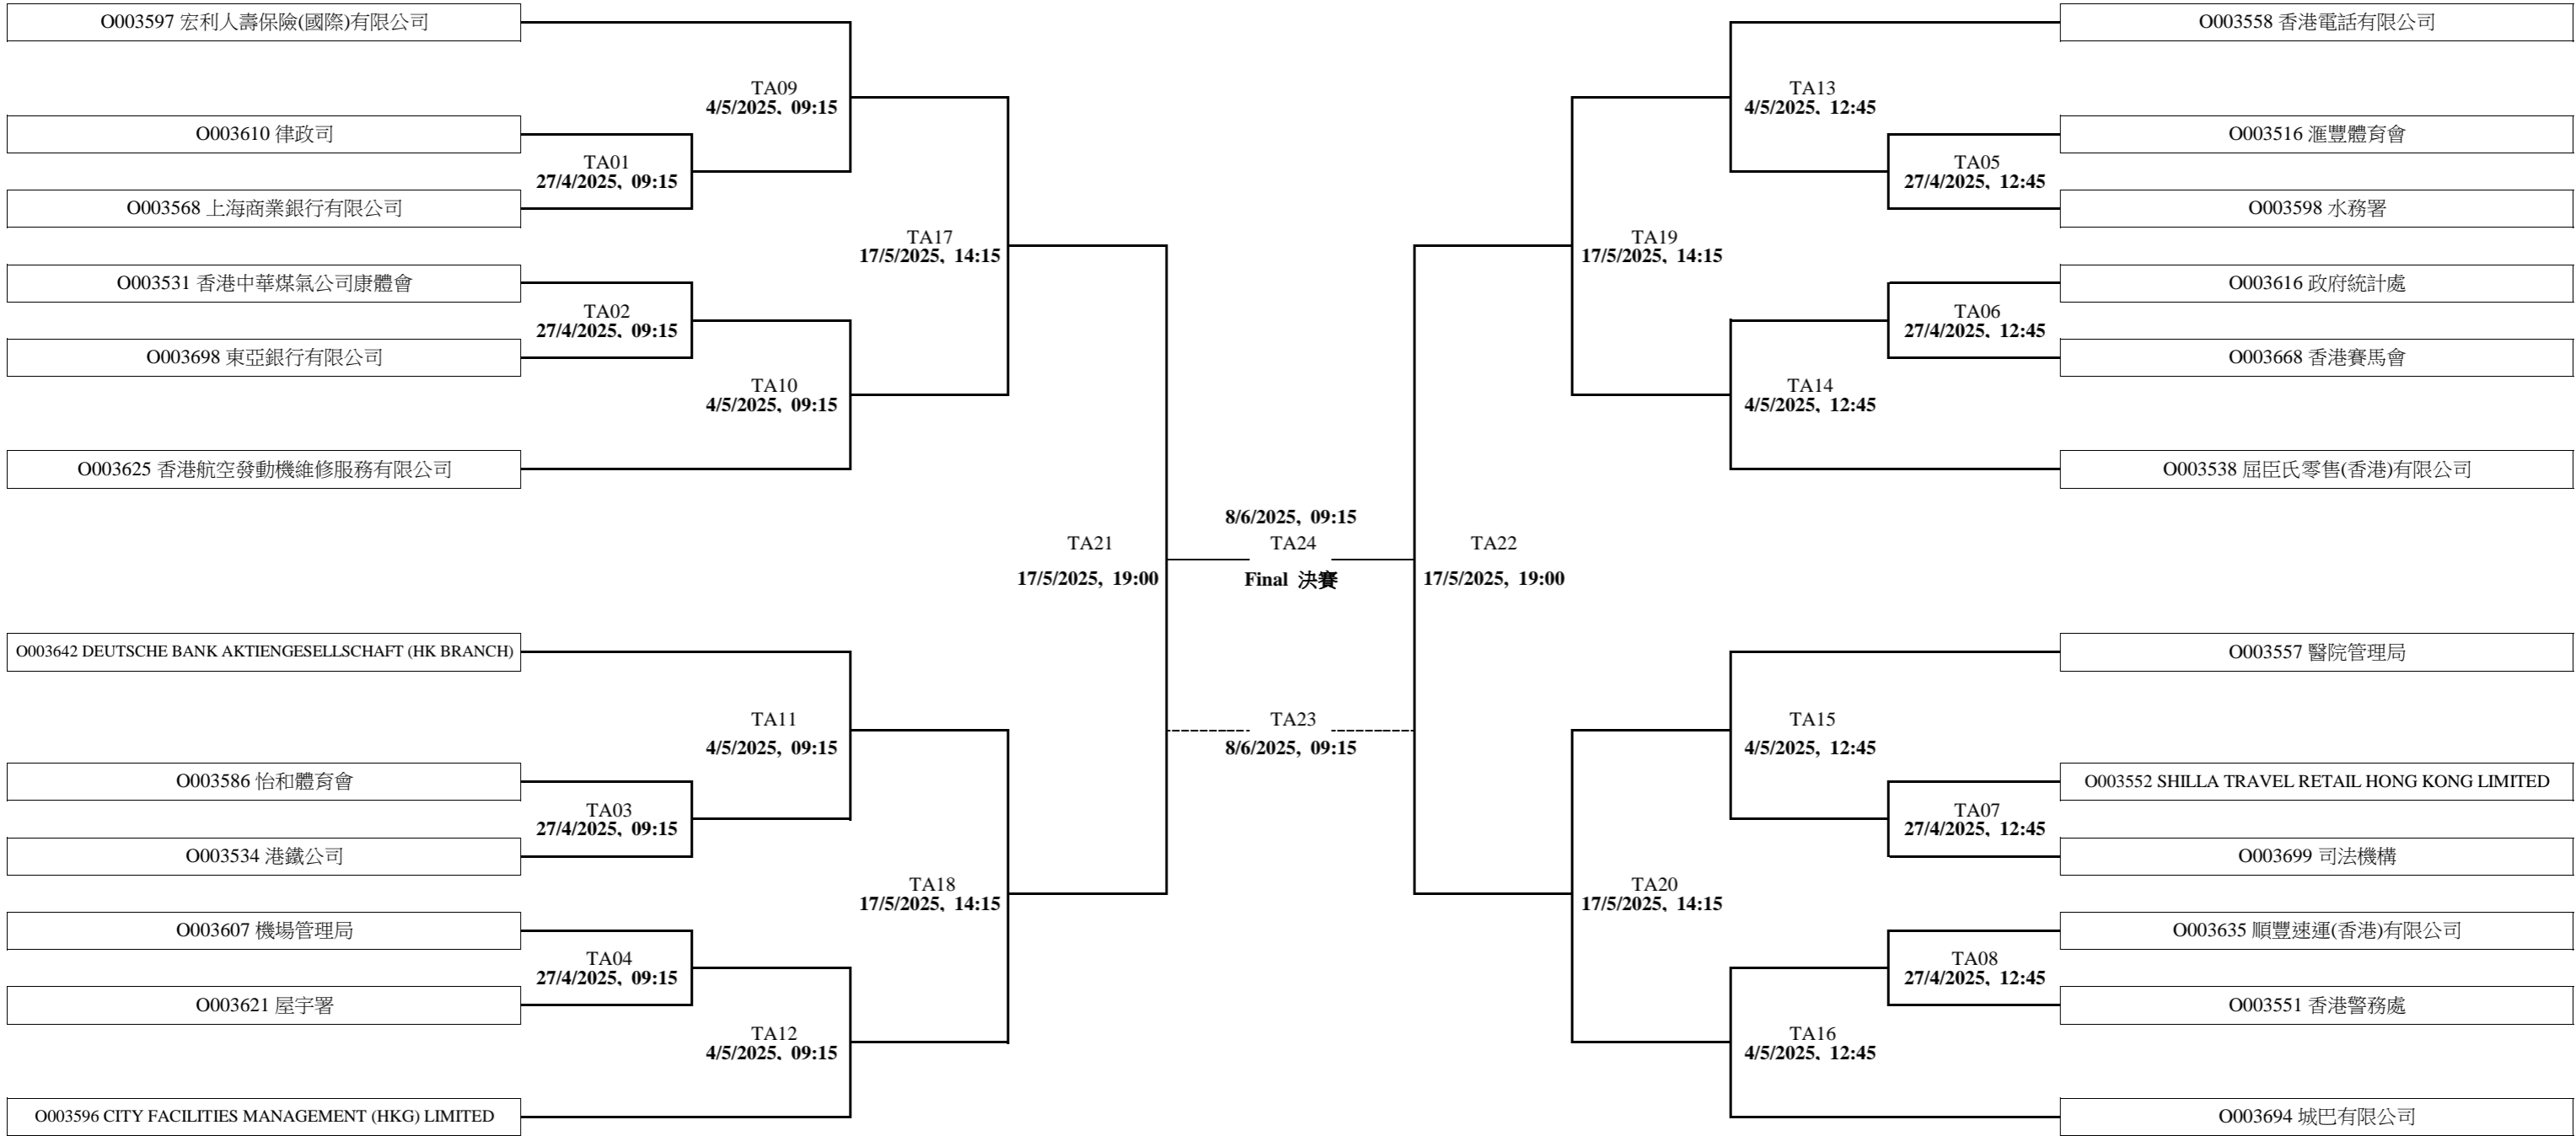 O003597 宏利人壽保險(國際)有限公司
O003558 香港電話有限公司
TA09
4/5/2025, 09:15
TA13
4/5/2025, 12:45
O003610 律政司
O003516 滙豐體育會
TA01
27/4/2025, 09:15
TA05
27/4/2025, 12:45
O003568 上海商業銀行有限公司
O003598 水務署
TA17
17/5/2025, 14:15
TA19
17/5/2025, 14:15
O003531 香港中華煤氣公司康體會
O003616 政府統計處
TA02
27/4/2025, 09:15
TA06
27/4/2025, 12:45
O003698 東亞銀行有限公司
O003668 香港賽馬會
TA10
4/5/2025, 09:15
TA14
4/5/2025, 12:45
O003625 香港航空發動機維修服務有限公司
O003538 屈臣氏零售(香港)有限公司
8/6/2025, 09:15
TA21
TA24
TA22
17/5/2025, 19:00
Final 決賽
17/5/2025, 19:00
O003642 DEUTSCHE BANK AKTIENGESELLSCHAFT (HK BRANCH)
O003557 醫院管理局
TA11
4/5/2025, 09:15
TA23
8/6/2025, 09:15
TA15
4/5/2025, 12:45
O003586 怡和體育會
O003552 SHILLA TRAVEL RETAIL HONG KONG LIMITED
TA03
27/4/2025, 09:15
TA07
27/4/2025, 12:45
O003534 港鐵公司
O003699 司法機構
TA18
17/5/2025, 14:15
TA20
17/5/2025, 14:15
O003607 機場管理局
O003635 順豐速運(香港)有限公司
TA04
27/4/2025, 09:15
TA08
27/4/2025, 12:45
O003621 屋宇署
O003551 香港警務處
TA12
4/5/2025, 09:15
TA16
4/5/2025, 12:45
O003596 CITY FACILITIES MANAGEMENT (HKG) LIMITED
O003694 城巴有限公司